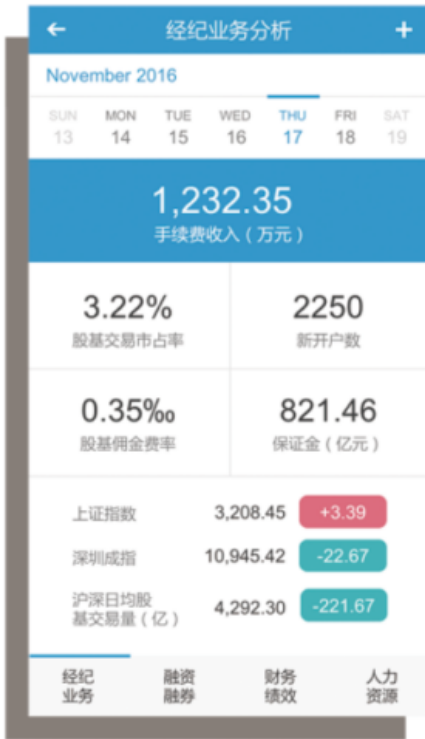 ← 经纪业务分析 +
November 2016
SUN MON TUE WED THU FRI SAT
13 14 15 16 17 18 19
1,232.35
手续费收入（万元）
3.22% 2250
股基交易市占率 新开户数
0.35‰ 821.46
股基佣金费率 保证金（亿元）
上证指数 3,208.45 +3.39
深圳成指 10,945.42 -22.67
沪深日均股
基交易量（亿） 4,292.30 -221.67
经纪 融资 财务 人力
业务 融券 绩效 资源